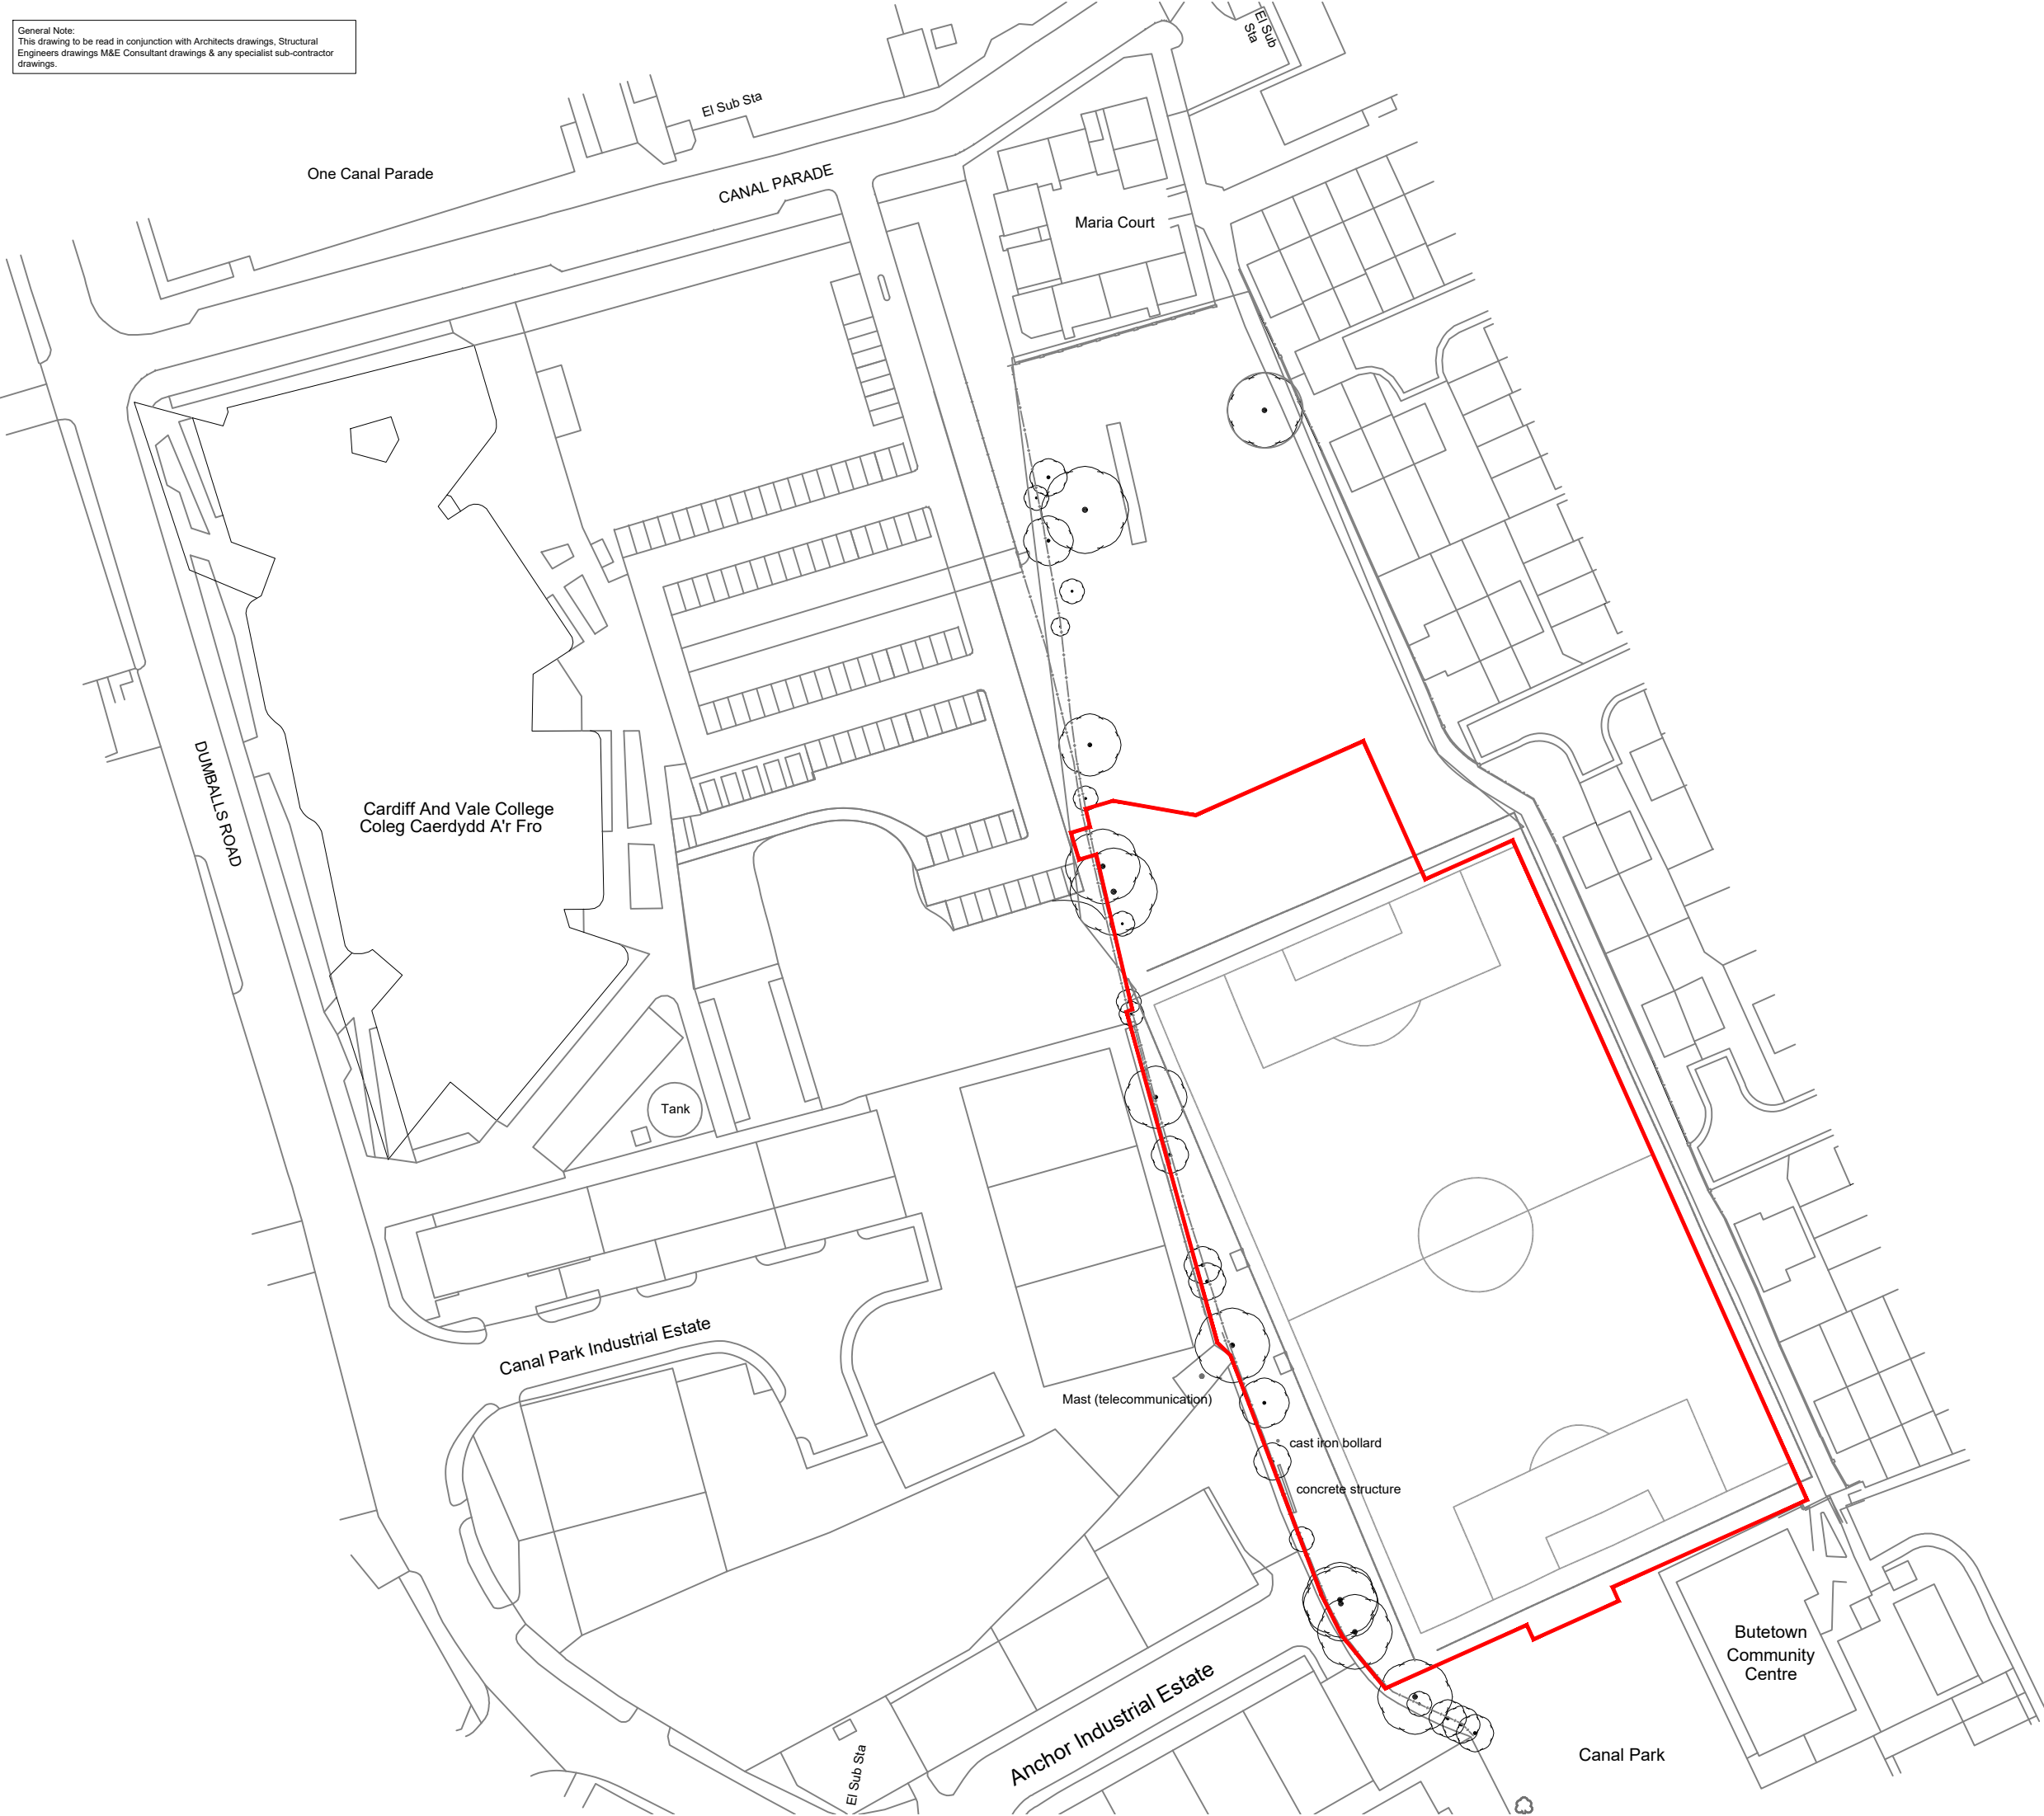 General Note:
This drawing to be read in conjunction with Architects drawings, Structural
Engineers drawings M&E Consultant drawings & any specialist sub-contractor
drawings.
El Sub
Sta
El Sub Sta
One Canal Parade
CANAL PARADE
Maria Court
DUMBALLS ROAD
Cardiff And Vale College
Coleg Caerdydd A'r Fro
Tank
Canal Park Industrial Estate
Mast (telecommunication)
cast iron bollard
concrete structure
Butetown
Community
Centre
Anchor Industrial Estate
El Sub Sta
Canal Park